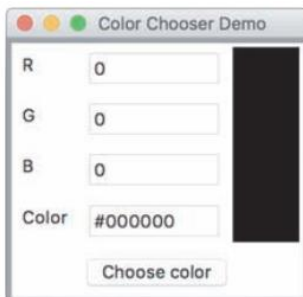 Color Chooser Demo
R 0
G 0
B 0
Color #000000
Choose color